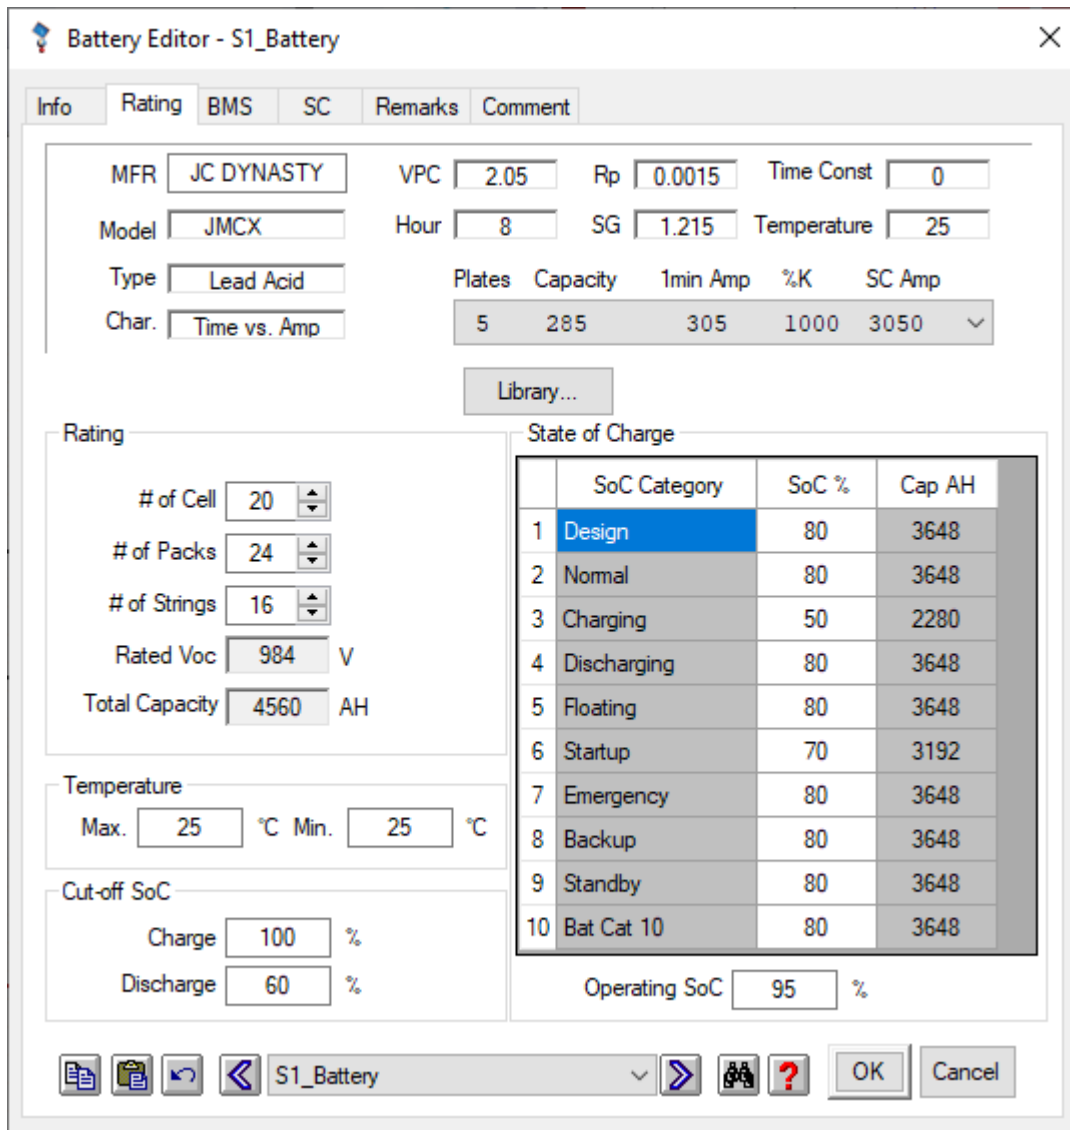 Battery Editor - S1_Battery
Info Rating BMS SC Remarks Comment
MFR JC DYNASTY VPC 2.05 Rp 0.0015 Time Const 0
Model JMCX Hour 8 SG 1.215 Temperature 25
Type Lead Acid Plates Capacity 1min Amp %K SC Amp
Char. Time vs. Amp 5 285 305 1000 3050
Library...
Rating
# of Cell 20
# of Packs 24
# of Strings 16
Rated Voc 984 V
Total Capacity 4560 AH
Temperature
Max. 25 °C Min. 25 °C
Cut-off SoC
Charge 100 %
Discharge 60 %
State of Charge
SoC Category SoC % Cap AH
1 Design 80 3648
2 Normal 80 3648
3 Charging 50 2280
4 Discharging 80 3648
5 Floating 80 3648
6 Startup 70 3192
7 Emergency 80 3648
8 Backup 80 3648
9 Standby 80 3648
10 Bat Cat 10 80 3648
Operating SoC 95 %
S1_Battery ? OK Cancel